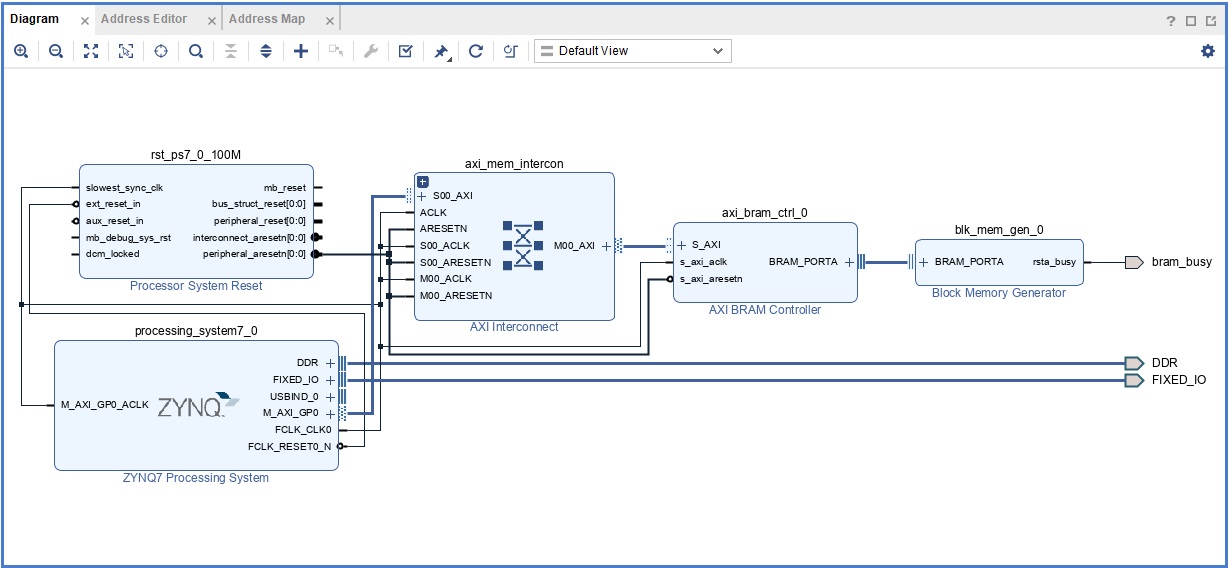 Diagram
Address Editor
Address Map
Default View
rst_ps7_0_100M
slowest_sync_clk
ext_reset_in
aux_reset_in
mb_debug_sys_rst
dcm_locked
mb_reset
bus_struct_reset[0:0]
peripheral_reset[0:0]
interconnect_aresetn[0:0]
peripheral_aresetn[0:0]
Processor System Reset
axi_mem_intercon
S00_AXI
ACLK
ARESETN
S00_ACLK
S00_ARESETN
M00_ACLK
M00_ARESETN
M00_AXI
AXI Interconnect
axi_bram_ctrl_0
S_AXI
s_axi_aclk
s_axi_aresetn
BRAM_PORTA
AXI BRAM Controller
blk_mem_gen_0
BRAM_PORTA
rsta_busy
Block Memory Generator
bram_busy
processing_system7_0
M_AXI_GP0_ACLK
ZYNQ
DDR
FIXED_IO
USBIND_0
M_AXI_GP0
FCLK_CLK0
FCLK_RESET0_N
ZYNQ7 Processing System
DDR
FIXED_IO